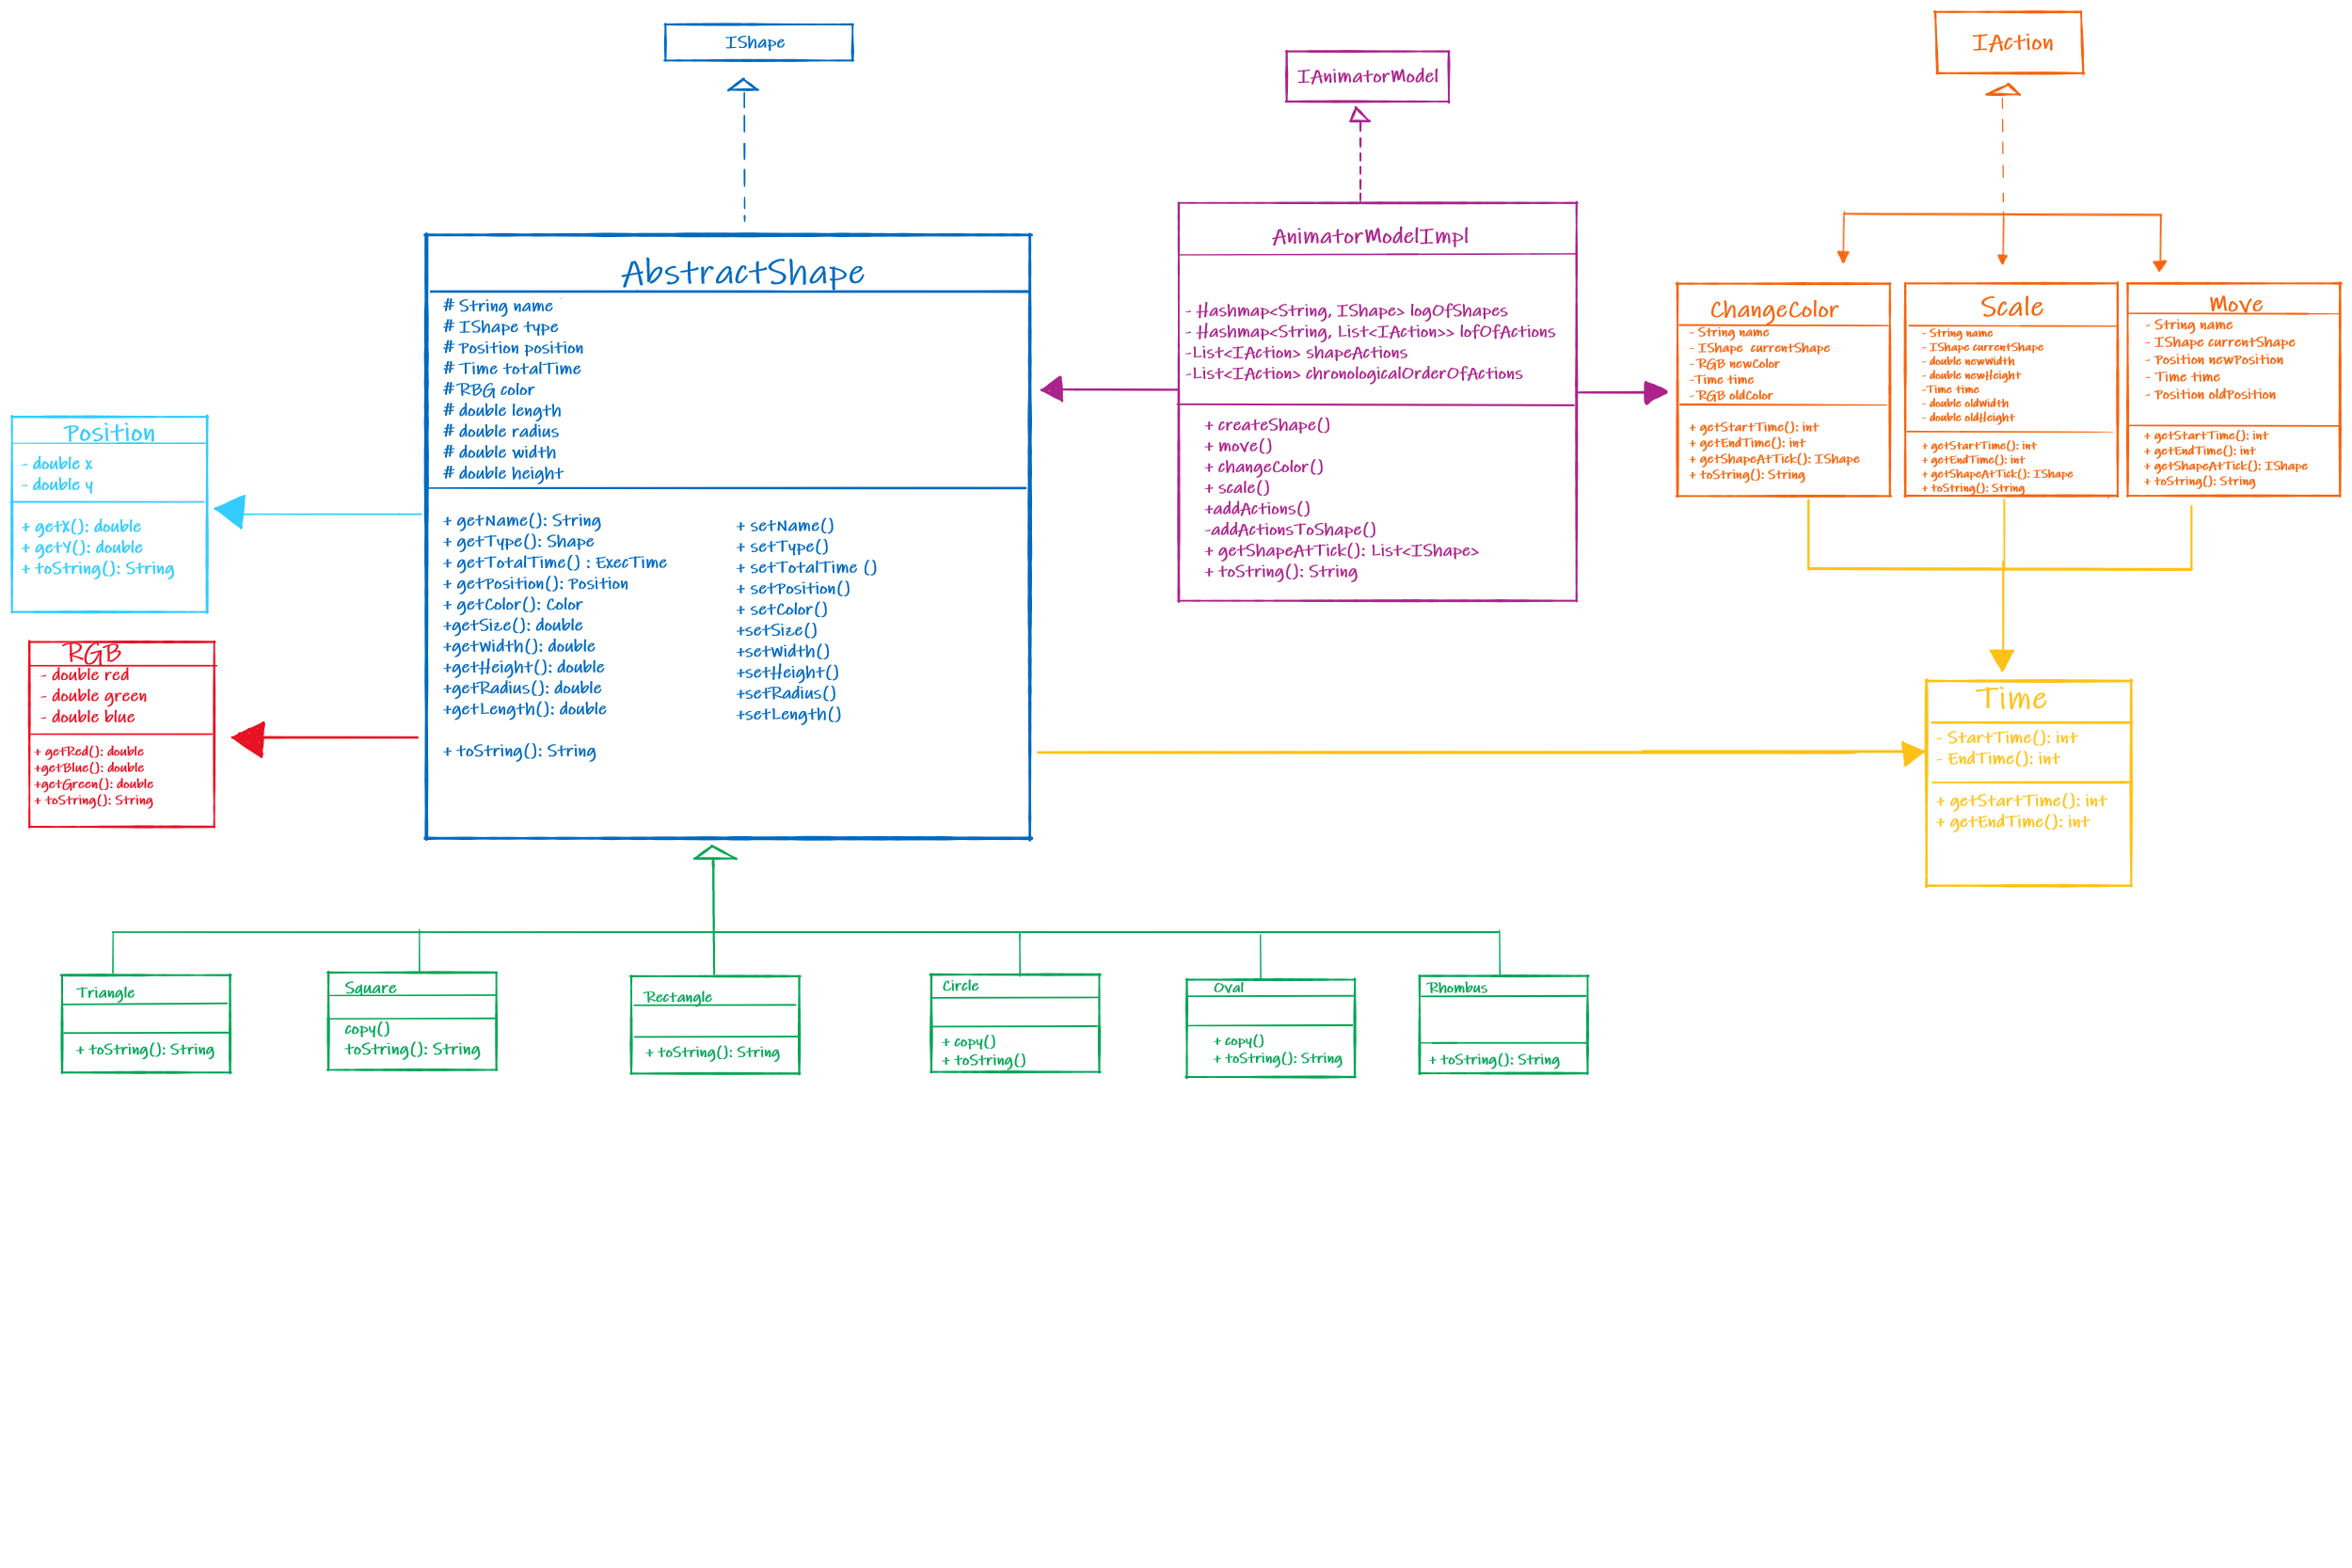 IShape
IAnimatorModel
IAction
AbstractShape
# String name
# IShape type
# Position position
# Time totalTime
#RBG color
# double length
# double radius
# double width
# double height
+ getName(): String
+ getType(): Shape
+ getTotalTime() : ExecTime
+ getPosition(): Position
+ getColor(): Color
+getSize(): double
+getWidth(): double
+getHeight(): double
+getRadius(): double
+getLength(): double
+ toString(): String
+ setName()
+ setType()
+ setTotalTime ()
+ setPosition()
+ setColor()
+setSize()
+setWidth()
+setHeight()
+setRadius()
+setLength()
AnimatorModelImpl
- Hashmap<String, IShape> logOfShapes
- Hashmap<String, List<IAction>> lofOfActions
-List<IAction> shapeActions
-List<IAction> chronologicalOrderOfActions
+ createShape()
+ move()
+ changeColor()
+ scale()
+addActions()
-addActionsToShape()
+ getShapeAtTick(): List<IShape>
+ toString(): String
ChangeColor
- String name
- IShape currentShape
-RGB newColor
-Time time
- RGB oldColor
+ getStartTime(): int
+ getEndTime(): int
+ getShapeAtTick(): IShape
+ toString(): String
Scale
- String name
- IShape currentShape
- double newWidth
- double newHeight
-Time time
- double oldWidth
- double oldHeight
+ getStartTime(): int
+ getEndTime(): int
+ getShapeAtTick(): IShape
+ toString(): String
Move
- String name
- IShape currentShape
- Position newPosition
- Time time
- Position oldPosition
+ getStartTime(): int
+ getEndTime(): int
+ getShapeAtTick(): IShape
+ toString(): String
Position
- double x
- double y
+ getX(): double
+ getY(): double
+ toString(): String
RGB
- double red
- double green
- double blue
+ getRed(): double
+getBlue(): double
+getGreen(): double
+ toString(): String
Time
- StartTime(): int
- EndTime(): int
+ getStartTime(): int
+ getEndTime(): int
Triangle
+ toString(): String
Square
copy()
toString(): String
Rectangle
+ toString(): String
Circle
+ copy()
+ toString()
Oval
+ copy()
+ toString(): String
Rhombus
+ toString(): String